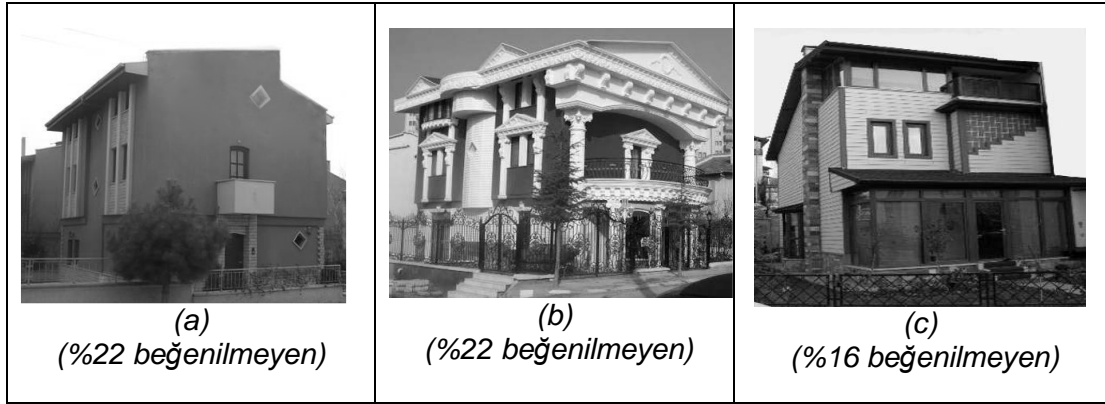 (a)
(%22 beğenilmeyen)
(b)
(%22 beğenilmeyen)
(c)
(%16 beğenilmeyen)